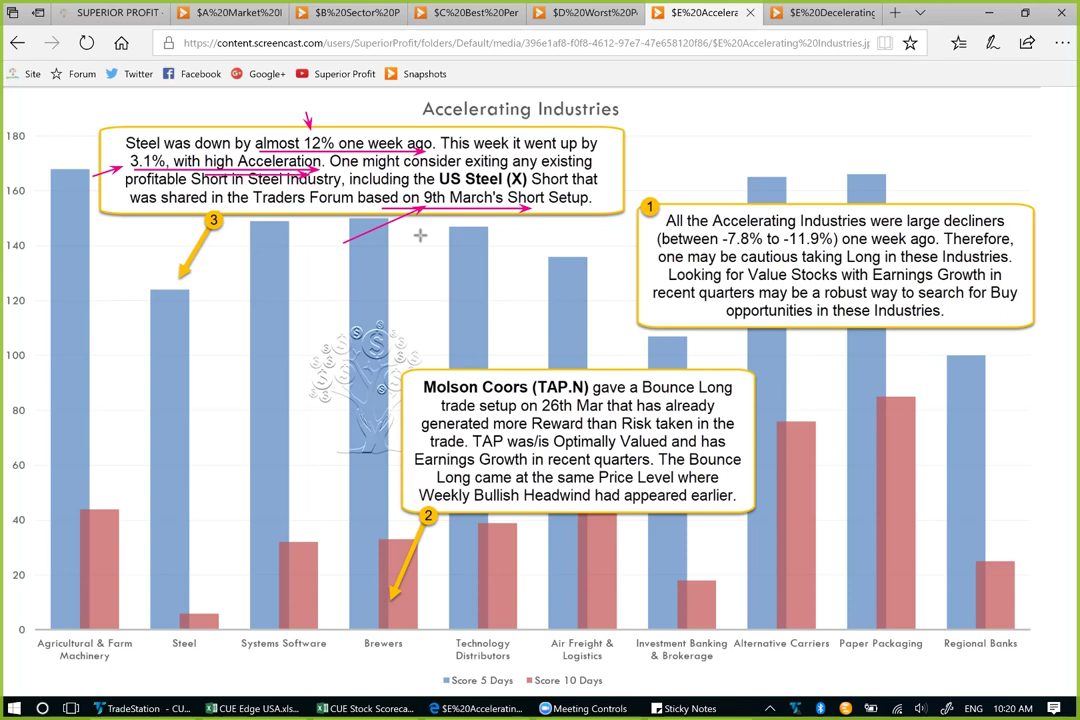 SUPERIOR PROFIT -
$A%20Market%20I
$B%20Sector%20P
$C%20Best%20Per
$D%20Worst%20P
$E%20Accelera
$E%20Decelerating
https://content.screencast.com/users/SuperiorProfit/folders/Default/media/396e1af8-f0f8-4612-97e7-47e658120f86/$E%20Accelerating%20Industries.jp
Site
Forum
Twitter
Facebook
Google+
Superior Profit
Snapshots
Accelerating Industries
180
160
140
120
100
80
60
40
20
0
Steel was down by almost 12% one week ago. This week it went up by
3.1%, with high Acceleration. One might consider exiting any existing
profitable Short in Steel Industry, including the US Steel (X) Short that
was shared in the Traders Forum based on 9th March's Short Setup.
3
1
All the Accelerating Industries were large decliners
(between -7.8% to -11.9%) one week ago. Therefore,
one may be cautious taking Long in these Industries.
Looking for Value Stocks with Earnings Growth in
recent quarters may be a robust way to search for Buy
opportunities in these Industries.
Molson Coors (TAP.N) gave a Bounce Long
trade setup on 26th Mar that has already
generated more Reward than Risk taken in the
trade. TAP was/is Optimally Valued and has
Earnings Growth in recent quarters. The Bounce
Long came at the same Price Level where
Weekly Bullish Headwind had appeared earlier.
2
Agricultural & Farm
Machinery
Steel
Systems Software
Brewers
Technology
Distributors
Air Freight &
Logistics
Investment Banking
& Brokerage
Alternative Carriers
Paper Packaging
Regional Banks
Score 5 Days
Score 10 Days
TradeStation - CU...
CUE Edge USA.xls...
CUE Stock Scoreca...
$E%20Acceleratin...
Meeting Controls
Sticky Notes
ENG
10:20 AM